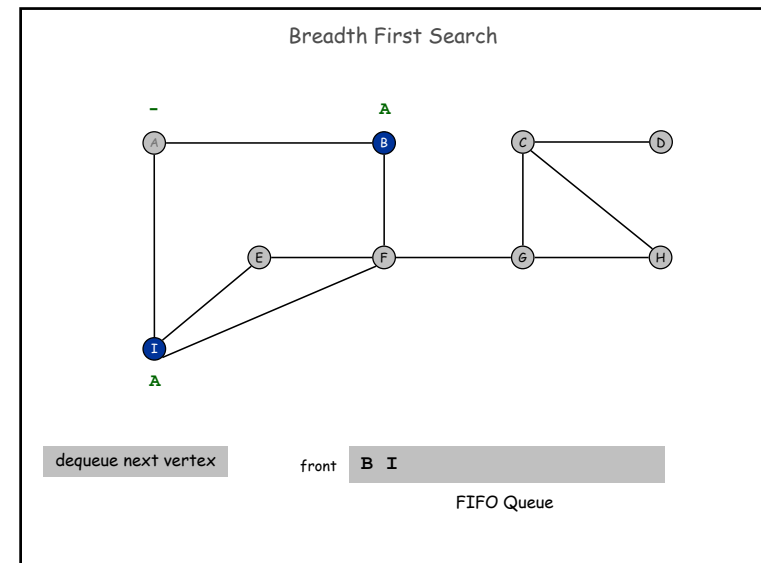 Breadth First Search
- A
A B C D
E F G H
I
A
dequeue next vertex
front B I
FIFO Queue